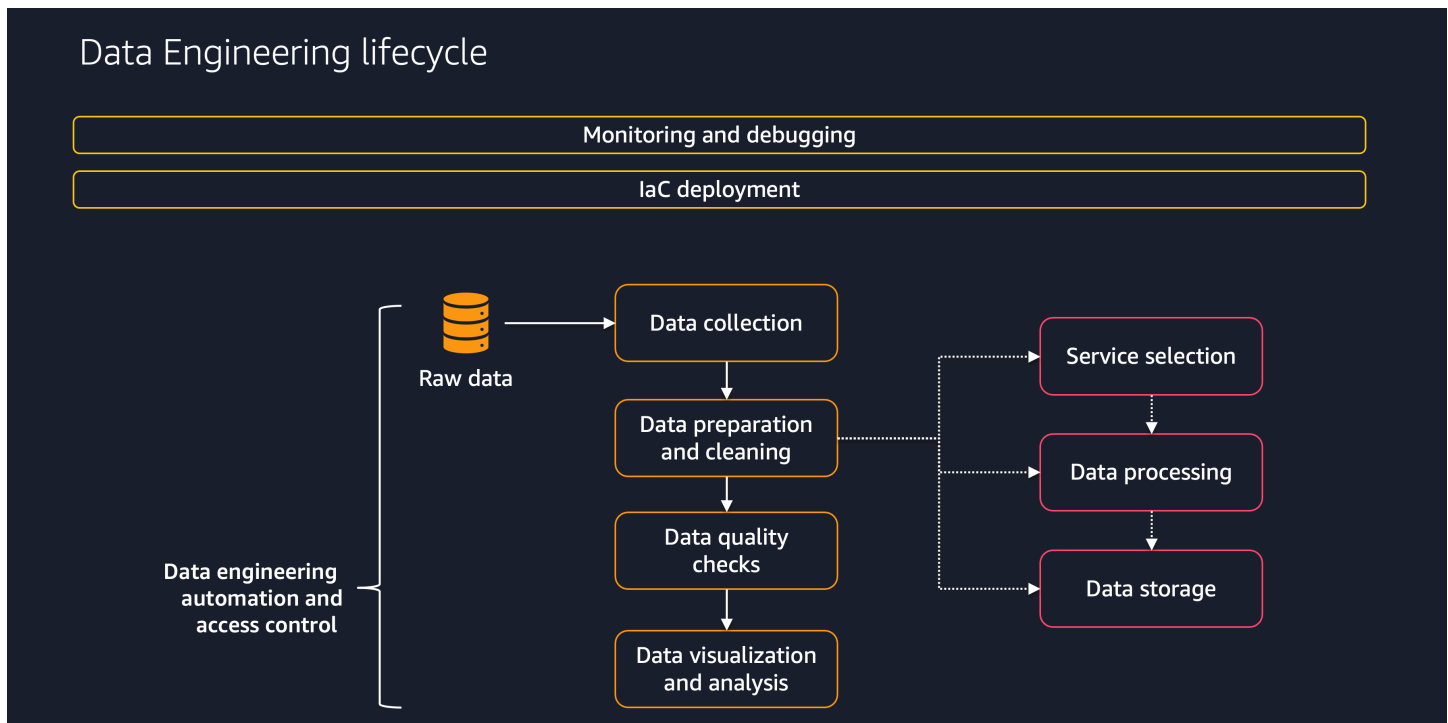 Data Engineering lifecycle
Monitoring and debugging
IaC deployment
Raw data
Data collection
Data preparation
and cleaning
Data quality
checks
Data visualization
and analysis
Service selection
Data processing
Data storage
Data engineering
automation and
access control